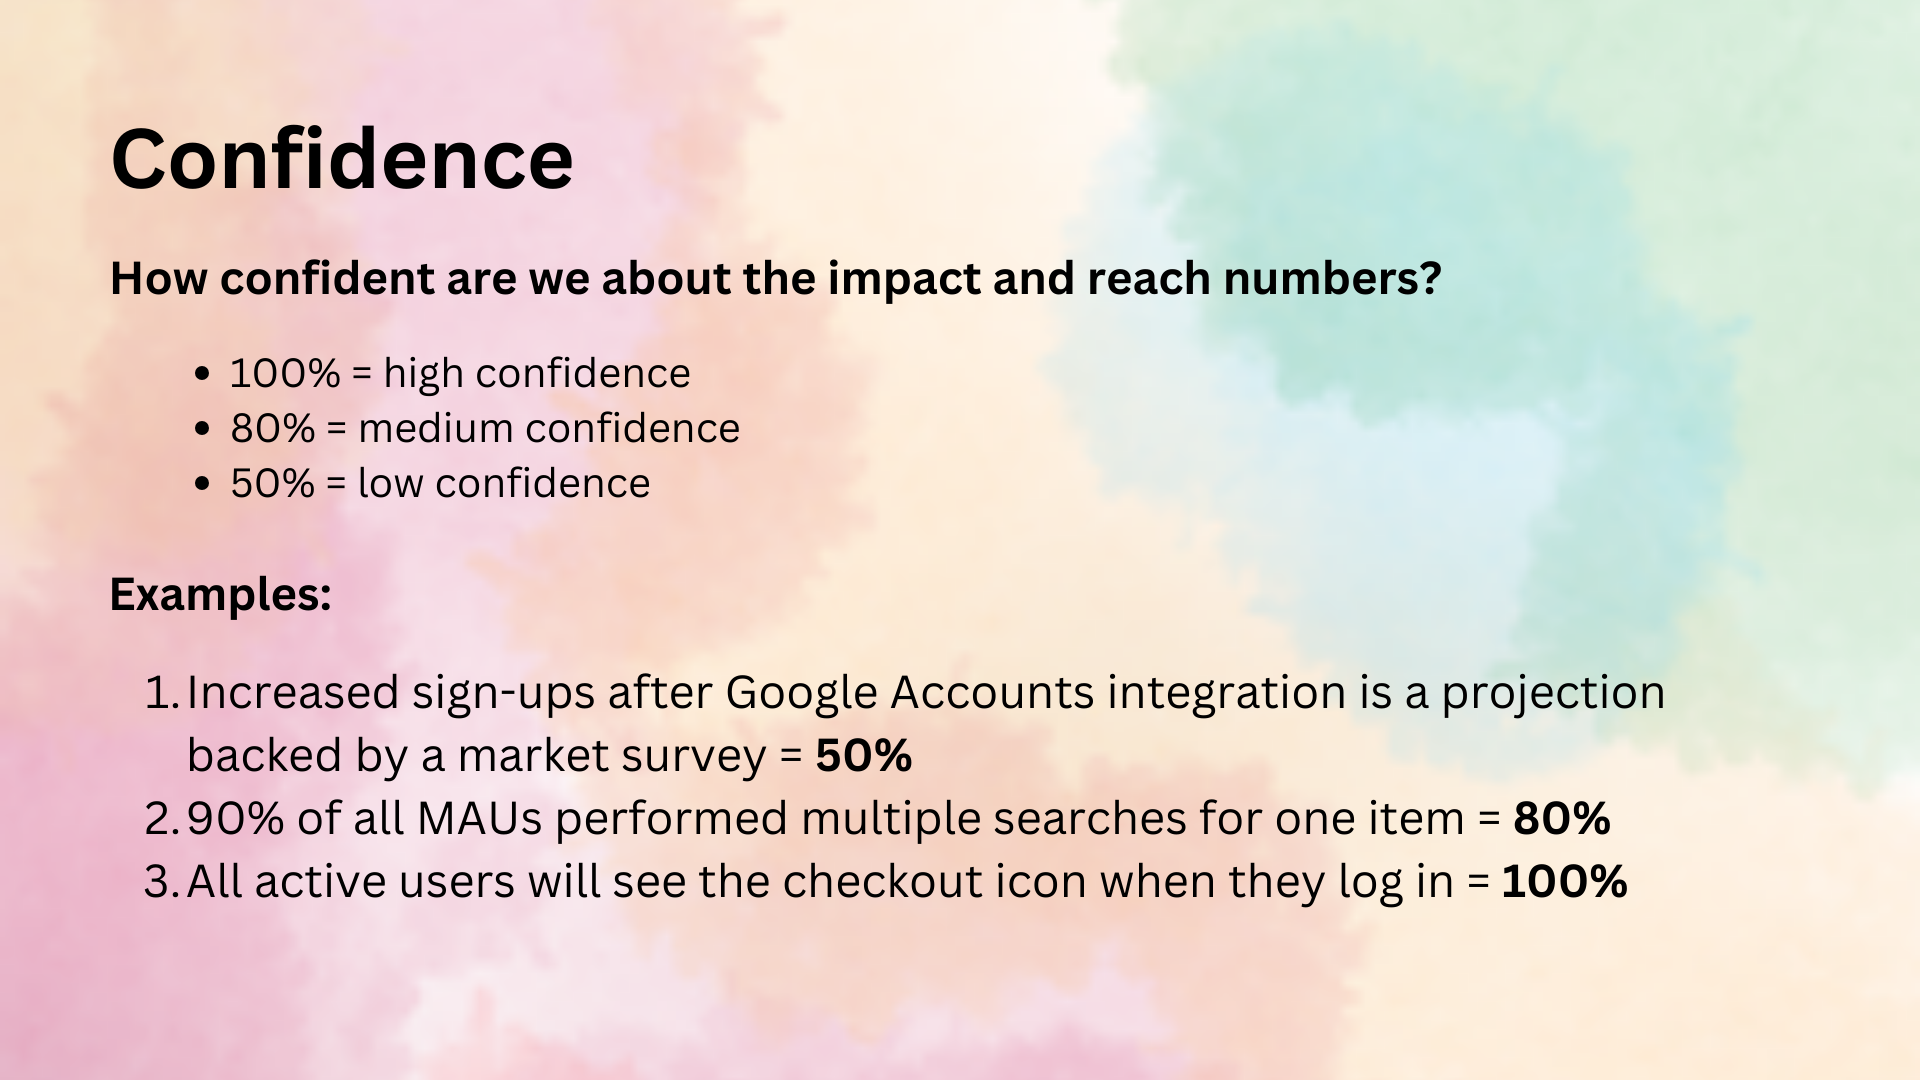 Confidence
How confident are we about the impact and reach numbers?
• 100% = high confidence
• 80% = medium confidence
• 50% = low confidence
Examples:
1. Increased sign-ups after Google Accounts integration is a projection
backed by a market survey = 50%
2. 90% of all MAUs performed multiple searches for one item = 80%
3. All active users will see the checkout icon when they log in = 100%